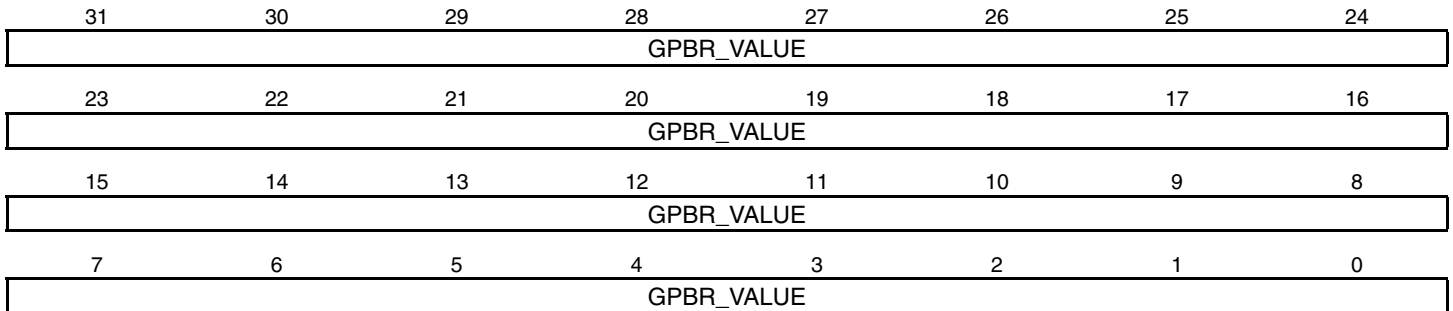 31 30 29 28 27 26 25 24
GPBR_VALUE
23 22 21 20 19 18 17 16
GPBR_VALUE
15 14 13 12 11 10 9 8
GPBR_VALUE
7 6 5 4 3 2 1 0
GPBR_VALUE